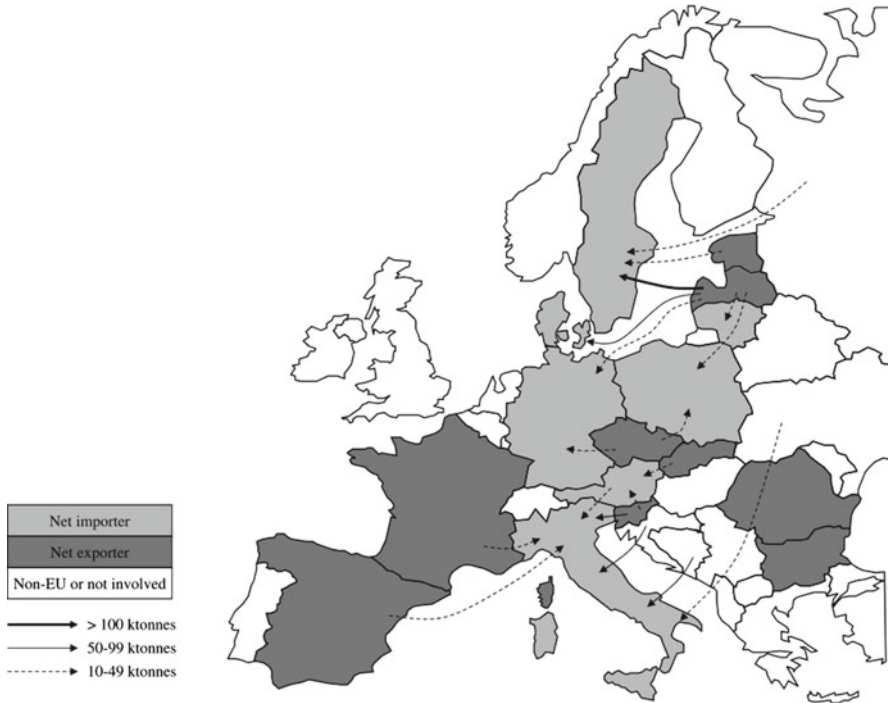 Net importer
Net exporter
Non-EU or not involved
> 100 ktonnes
50-99 ktonnes
10-49 ktonnes